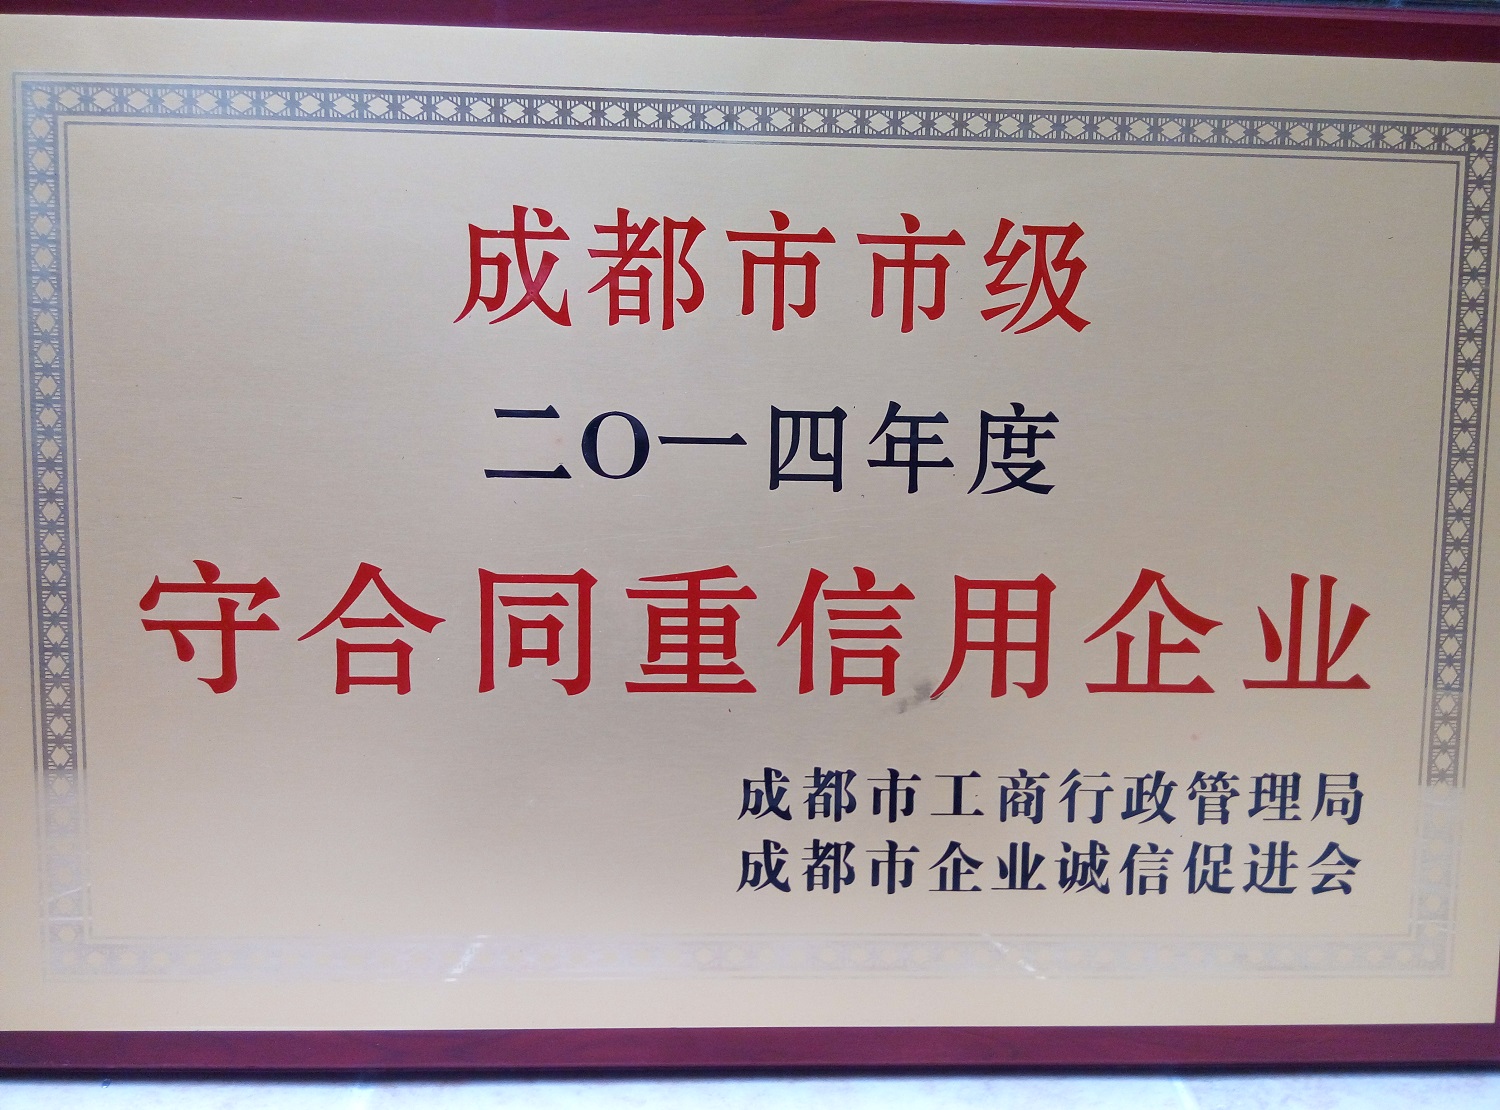 成都市市级
二〇一四年度
守合同重信用企业
成都市工商行政管理局
成都市企业诚信促进会